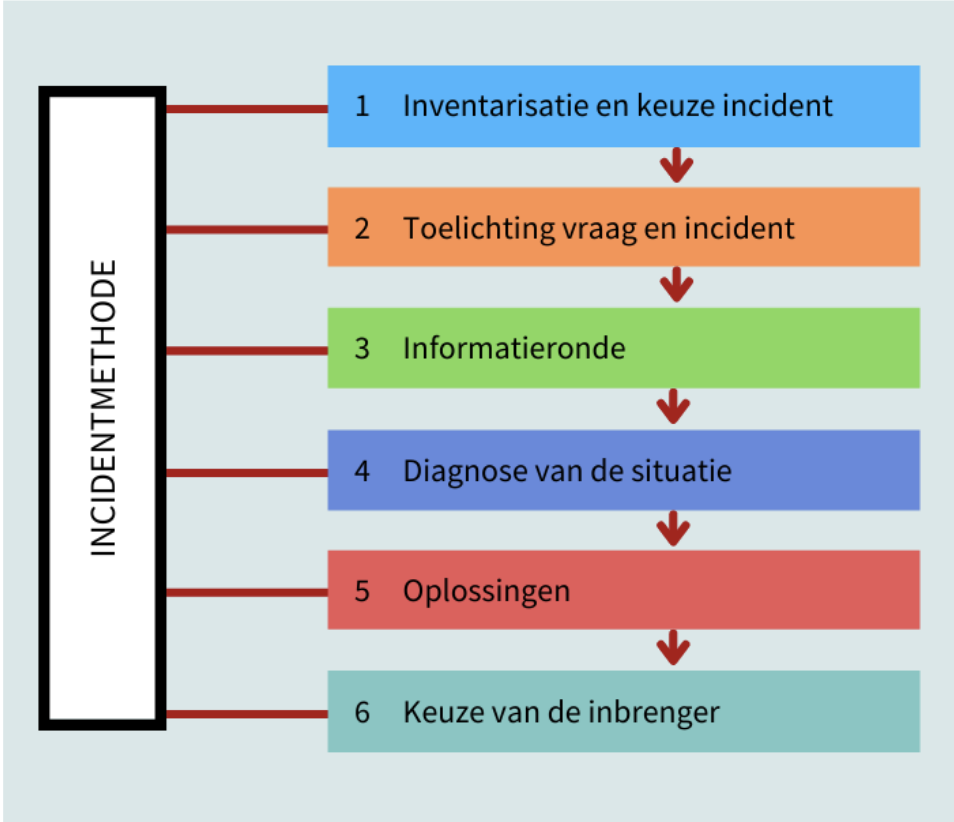 INCIDENTMETHODE
1 Inventarisatie en keuze incident
2 Toelichting vraag en incident
3 Informatieronde
4 Diagnose van de situatie
5 Oplossingen
6 Keuze van de inbrenger